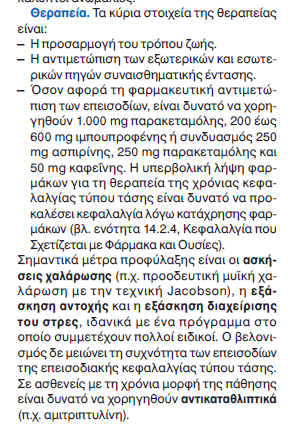 Θεραπεία. Τα κύρια στοιχεία της θεραπείας
είναι:
– Η προσαρμογή του τρόπου ζωής.
– Η αντιμετώπιση των εξωτερικών και εσωτε-
ρικών πηγών συναισθηματικής έντασης.
– Όσον αφορά τη φαρμακευτική αντιμετώ-
πιση των επεισοδίων, είναι δυνατό να χορη-
γηθούν 1.000 mg παρακεταμόλης, 200 έως
600 mg ιμπουπροφένης ή συνδυασμός 250
mg ασπιρίνης, 250 mg παρακεταμόλης και
50 mg καφεΐνης. Η υπερβολική λήψη φαρ-
μάκων για τη θεραπεία της χρόνιας κεφα-
λαλγίας τύπου τάσης είναι δυνατό να προ-
καλέσει κεφαλαλγία λόγω κατάχρησης φαρ-
μάκων (βλ. ενότητα 14.2.4, Κεφαλαλγία που
Σχετίζεται με Φάρμακα και Ουσίες).
Σημαντικά μέτρα προφύλαξης είναι οι ασκή-
σεις χαλάρωσης (π.χ. προοδευτική μυϊκή χα-
λάρωση με την τεχνική Jacobson), η εξά-
σκηση αντοχής και η εξάσκηση διαχείρισης
του στρες, ιδανικά με ένα πρόγραμμα στο
οποίο συμμετέχουν πολλοί ειδικοί. Ο βελονι-
σμός δε μειώνει τη συχνότητα των επεισοδίων
της επεισοδιακής κεφαλαλγίας τύπου τάσης.
Σε ασθενείς με τη χρόνια μορφή της πάθησης
είναι δυνατό να χορηγηθούν αντικαταθλιπτικά
(π.χ. αμιτριπτυλίνη).